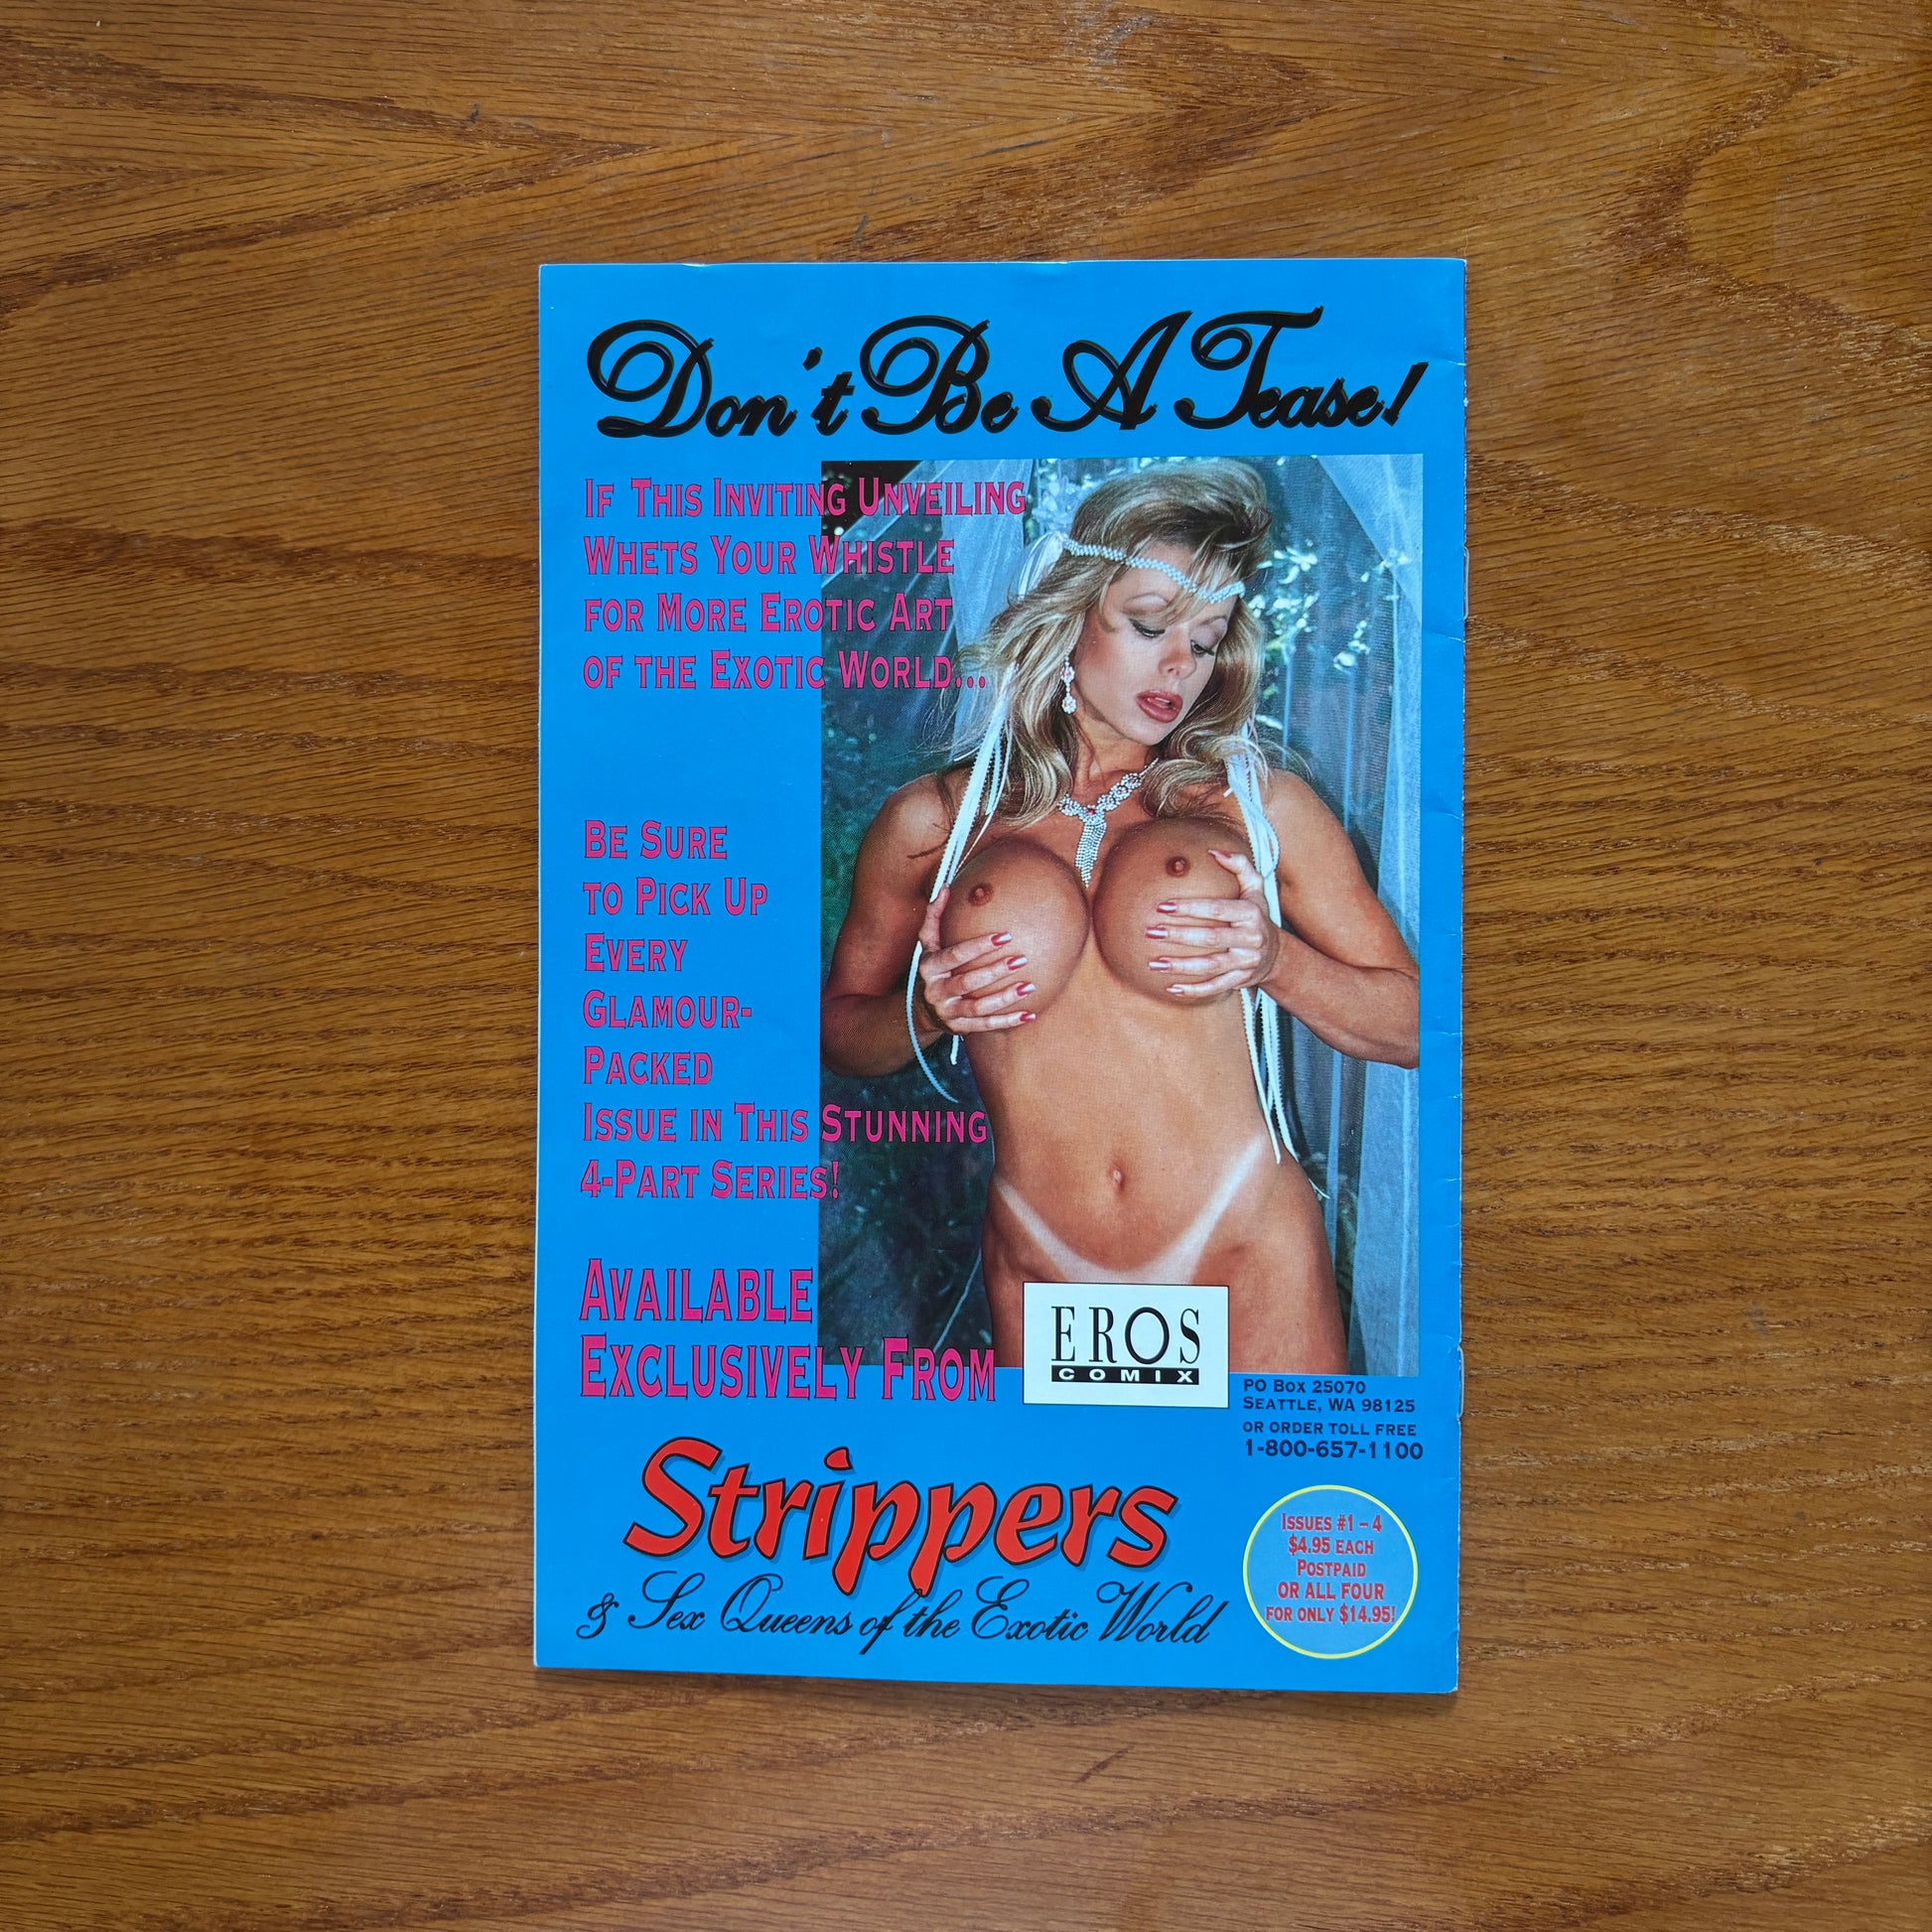 Don't Be A Tease!
IF THIS INVITING UNVEILING
WHETS YOUR WHISTLE
FOR MORE EROTIC ART
OF THE EXOTIC WORLD...
BE SURE
TO PICK UP
EVERY
GLAMOUR-
PACKED
ISSUE IN THIS STUNNING
4-PART SERIES!
AVAILABLE
EXCLUSIVELY FROM
EROS
COMIX
PO BOX 25070
SEATTLE, WA 98125
OR ORDER TOLL FREE
1-800-657-1100
Strippers
& Sex Queens of the Exotic World
ISSUES #1 – 4
$4.95 EACH
POSTPAID
OR ALL FOUR
FOR ONLY $14.95!